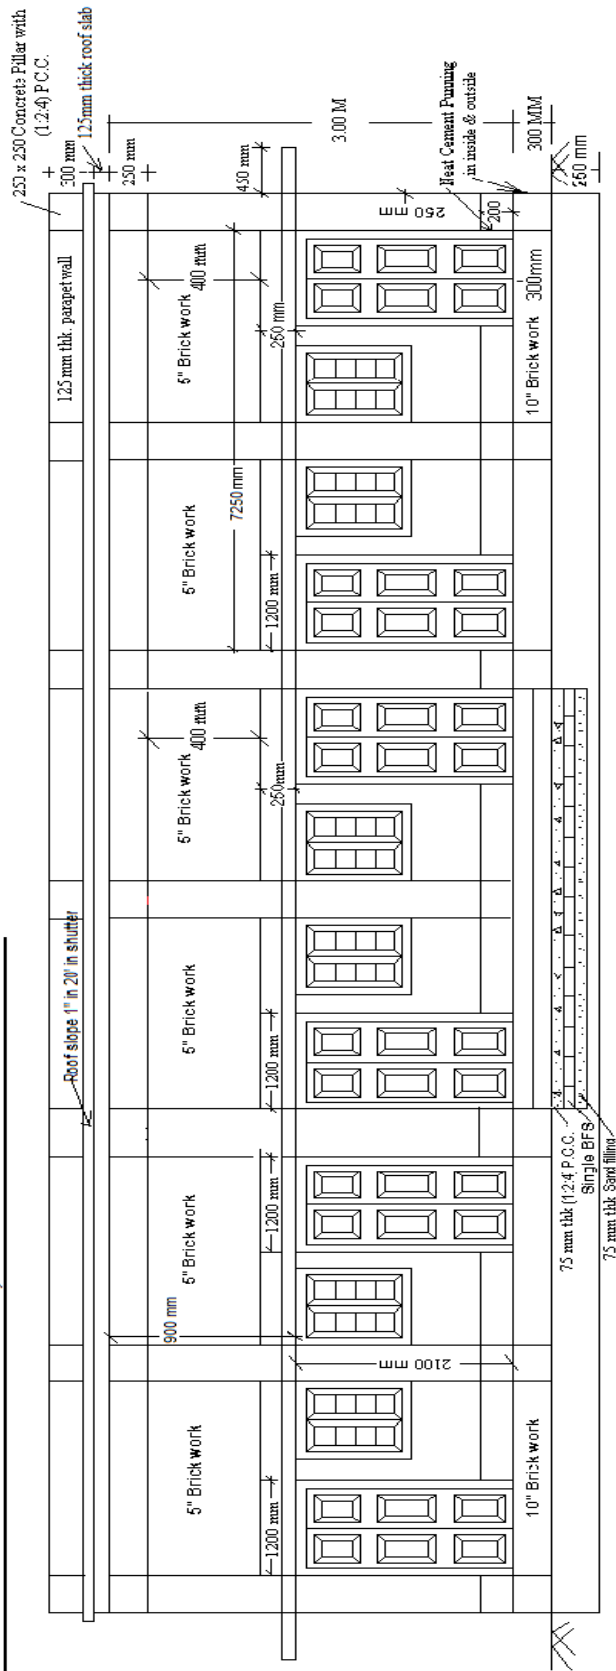 250 x 250 Concrete Pillar with
(1:2:4) P.C.C.
300 mm
125mm thick roof slab
250 mm
3.00 M
450 mm
Neat Cement Punning
in inside & outside
300 MM
250 mm
250 mm
200
125 mm thk. parapet wall
Roof slope 1" in 20' in shutter
5" Brick work
5" Brick work
5" Brick work
5" Brick work
5" Brick work
5" Brick work
400 mm
400 mm
7250mm
250 mm
250mm
1200 mm
1200 mm
1200 mm
1200 mm
900 mm
2100 mm
10" Brick work
10" Brick work
300mm
75 mm thk (1:2:4) P.C.C.
Single BFS
75 mm thk Sand filling